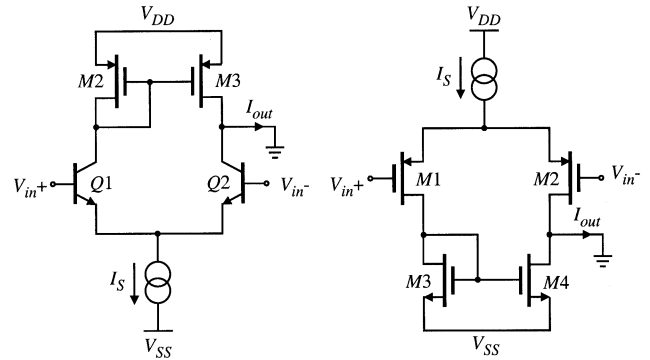 V_DD
M2
M3
I_out
V_in+
Q1
Q2
V_in-
I_S
V_SS
V_DD
I_S
V_in+
M1
M2
V_in-
I_out
M3
M4
V_SS